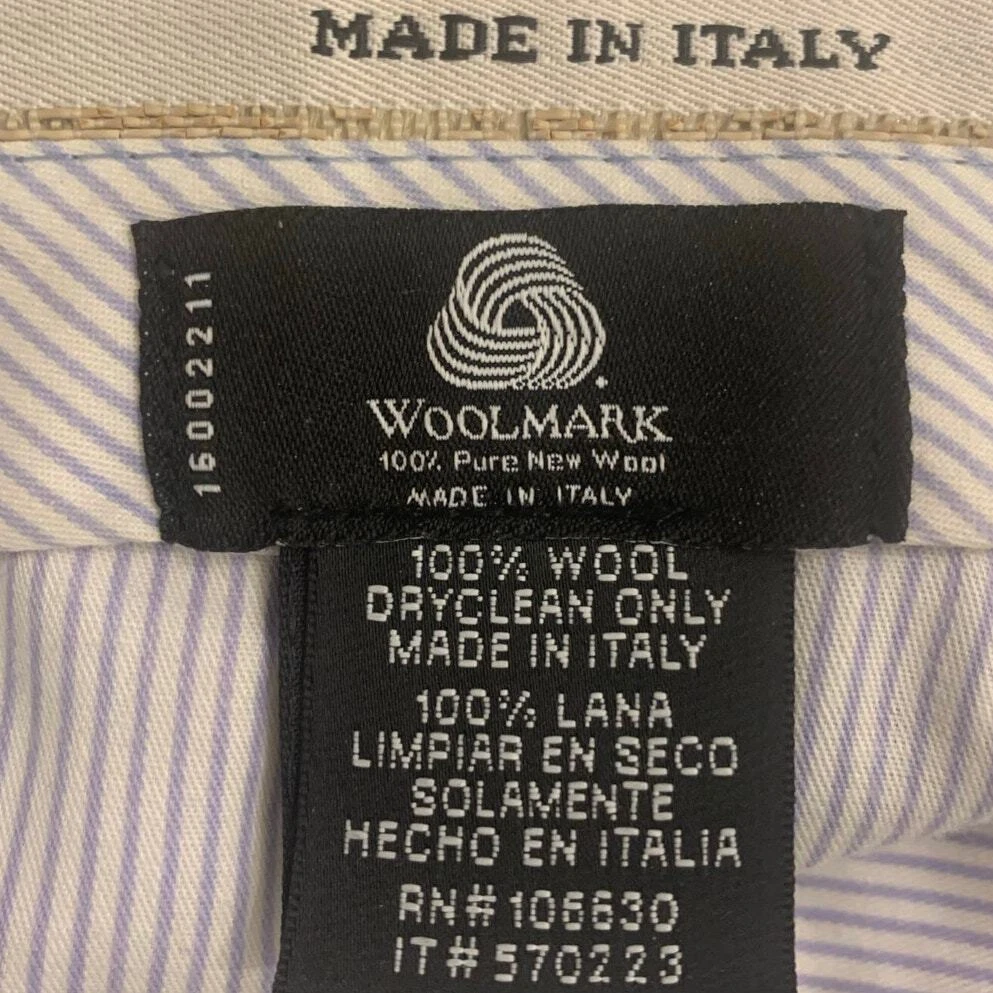 MADE IN ITALY
16002211
WOOLMARK
100% Pure New Wool
MADE IN ITALY
100% WOOL
DRYCLEAN ONLY
MADE IN ITALY
100% LANA
LIMPIAR EN SECO
SOLAMENTE
HECHO EN ITALIA
RN# 106630
IT# 570223